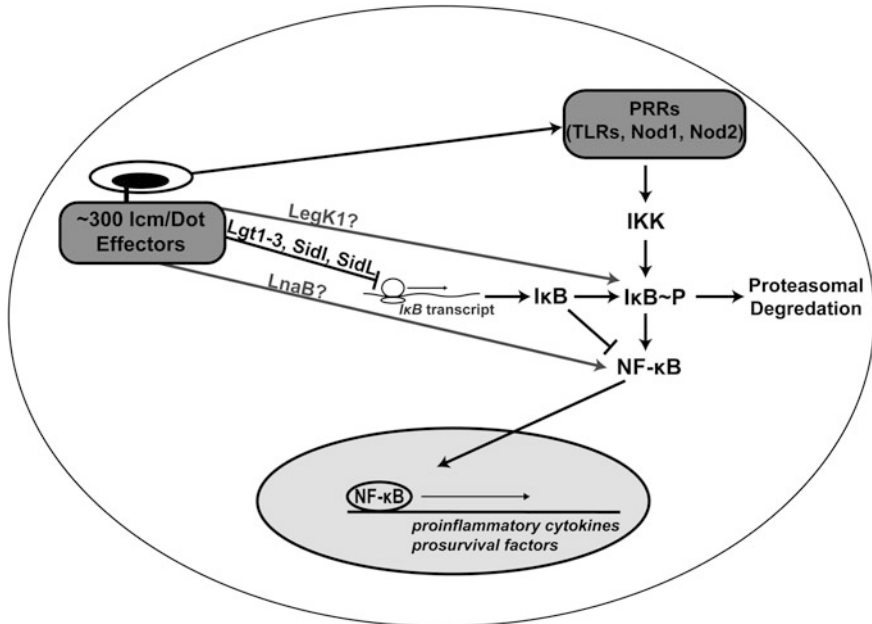 PRRs
(TLRs, Nod1, Nod2)
~300 Icm/Dot
Effectors
LegK1?
Lgt1-3, SidI, SidL
LnaB?
IKK
IκB transcript
IκB
IκB~P
Proteasomal
Degredation
NF-κB
NF-κB
proinflammatory cytokines
prosurvival factors